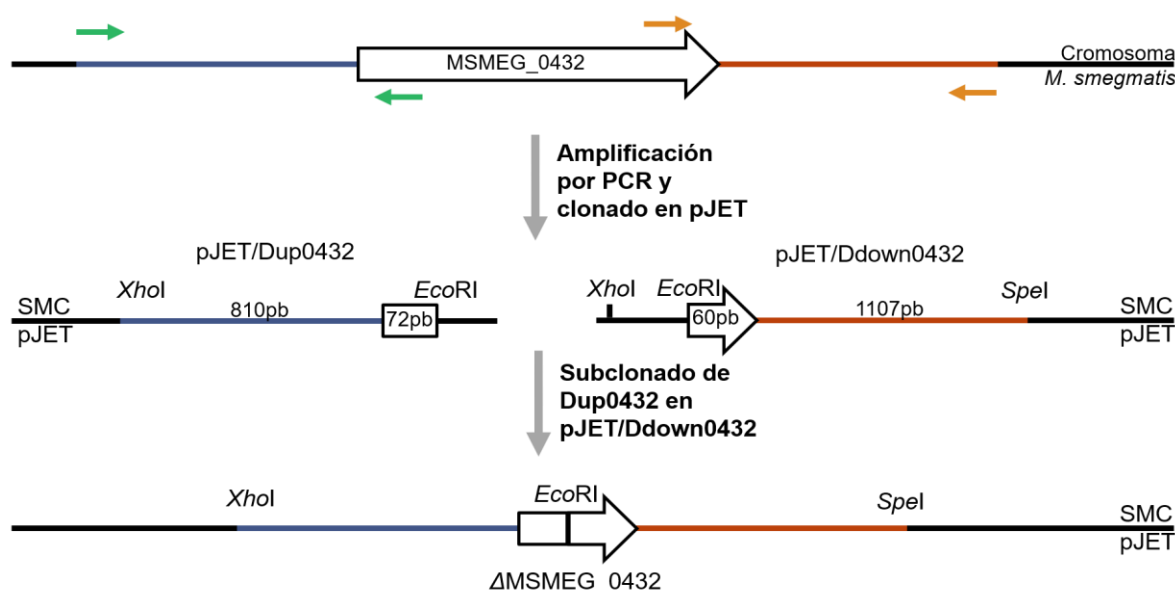 MSMEG_0432
Cromosoma
M. smegmatis
Amplificación
por PCR y
clonado en pJET
pJET/Dup0432
pJET/Ddown0432
XhoI
EcoRI
XhoI
EcoRI
SpeI
SMC
810pb
72pb
60pb
1107pb
SMC
pJET
pJET
Subclonado de
Dup0432 en
pJET/Ddown0432
XhoI
EcoRI
SpeI
SMC
pJET
ΔMSMEG_0432